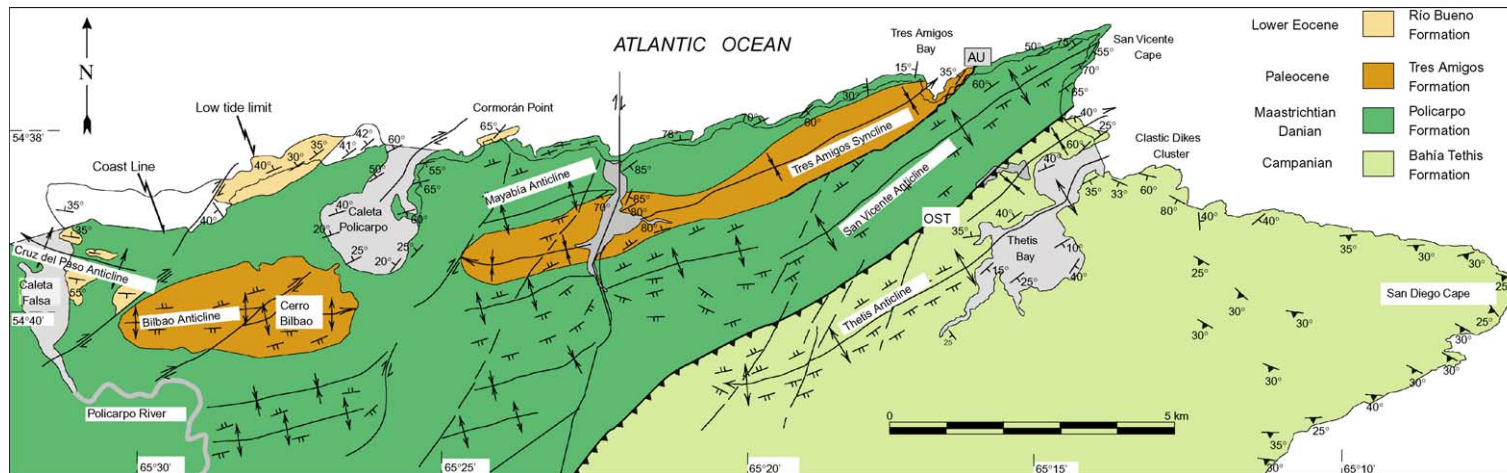 N
ATLANTIC OCEAN
Tres Amigos
Bay
AU
San Vicente
Cape
Lower Eocene
Río Bueno
Formation
Paleocene
Tres Amigos
Formation
Maastrichtian
Danian
Policarpo
Formation
Campanian
Bahía Tethis
Formation
54°38
Low tide limit
Cormorán Point
Coast Line
Clastic Dikes
Cluster
Mayabía Anticline
Tres Amigos Syncline
San Vicente Anticline
Caleta
Policarpo
OST
Thetis
Bay
Cruz del Paso Anticline
Caleta
Falsa
Bilbao Anticline
Cerro
Bilbao
Thetis Anticline
San Diego Cape
54°40'
Policarpo River
0
5 km
65°30'
65°25'
65°20'
65°15'
65°10'